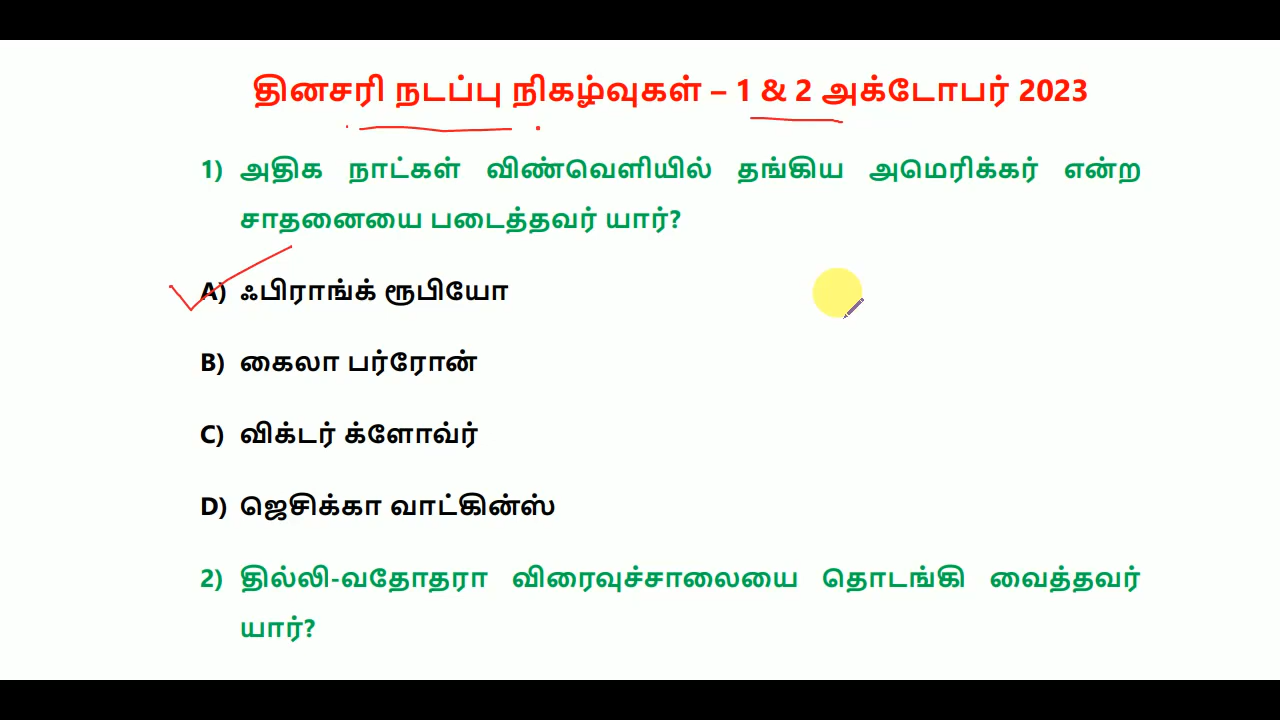 தினசரி நடப்பு நிகழ்வுகள் – 1 & 2 அக்டோபர் 2023
1) அதிக நாட்கள் விண்வெளியில் தங்கிய அமெரிக்கர் என்ற
சாதனையை படைத்தவர் யார்?
A) ஃபிராங்க் ரூபியோ
B) கைலா பர்ரோன்
C) விக்டர் க்ளோவ்ர்
D) ஜெசிக்கா வாட்கின்ஸ்
2) தில்லி-வதோதரா விரைவுச்சாலையை தொடங்கி வைத்தவர்
யார்?